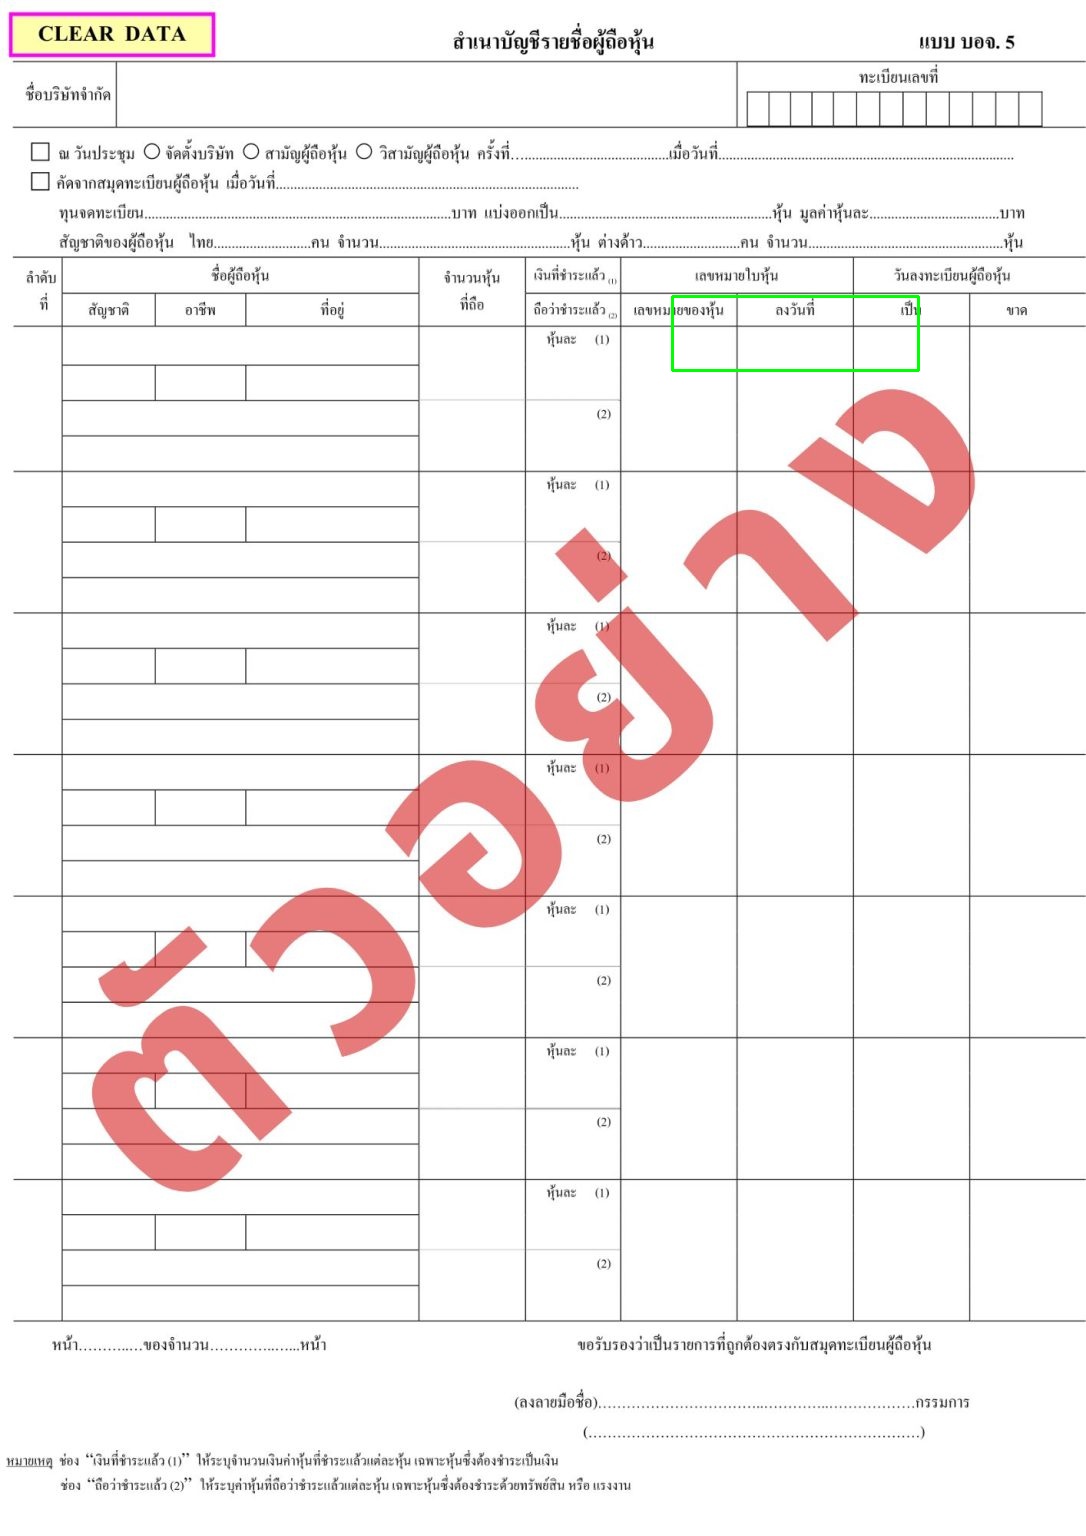 CLEAR DATA
สำเนาบัญชีรายชื่อผู้ถือหุ้น
แบบ บอจ. 5
ชื่อบริษัทจำกัด
ทะเบียนเลขที่
ณ วันประชุม จัดตั้งบริษัท สามัญผู้ถือหุ้น วิสามัญผู้ถือหุ้น ครั้งที่........................................เมื่อวันที่................................................................................
คัดจากสมุดทะเบียนผู้ถือหุ้น เมื่อวันที่....................................................................................
ทุนจดทะเบียน.....................................................................................บาท แบ่งออกเป็น...........................................................หุ้น มูลค่าหุ้นละ....................................บาท
สัญชาติของผู้ถือหุ้น ไทย...........................คน จำนวน.....................................................หุ้น ต่างด้าว...........................คน จำนวน......................................................หุ้น
ลำดับ ชื่อผู้ถือหุ้น จำนวนหุ้น เงินที่ชำระแล้ว (1) เลขหมายใบหุ้น วันลงทะเบียนผู้ถือหุ้น
ที่ สัญชาติ อาชีพ ที่อยู่ ที่ถือ ถือว่าชำระแล้ว (2) เลขหมายของหุ้น ลงวันที่ เป็น ขาด
หุ้นละ (1)
(2)
หุ้นละ (1)
(2)
หุ้นละ (1)
(2)
หุ้นละ (1)
(2)
หุ้นละ (1)
(2)
หุ้นละ (1)
(2)
หุ้นละ (1)
(2)
ตัวอย่าง
หน้า..............ของจำนวน..................หน้า
ขอรับรองว่าเป็นรายการที่ถูกต้องตรงกับสมุดทะเบียนผู้ถือหุ้น
(ลงลายมือชื่อ)................................................................กรรมการ
(..................................................................)
หมายเหตุ ช่อง “เงินที่ชำระแล้ว (1)” ให้ระบุจำนวนเงินค่าหุ้นที่ชำระแล้วแต่ละหุ้น เฉพาะหุ้นซึ่งต้องชำระเป็นเงิน
ช่อง “ถือว่าชำระแล้ว (2)” ให้ระบุค่าหุ้นที่ถือว่าชำระแล้วแต่ละหุ้น เฉพาะหุ้นซึ่งต้องชำระด้วยทรัพย์สิน หรือ แรงงาน